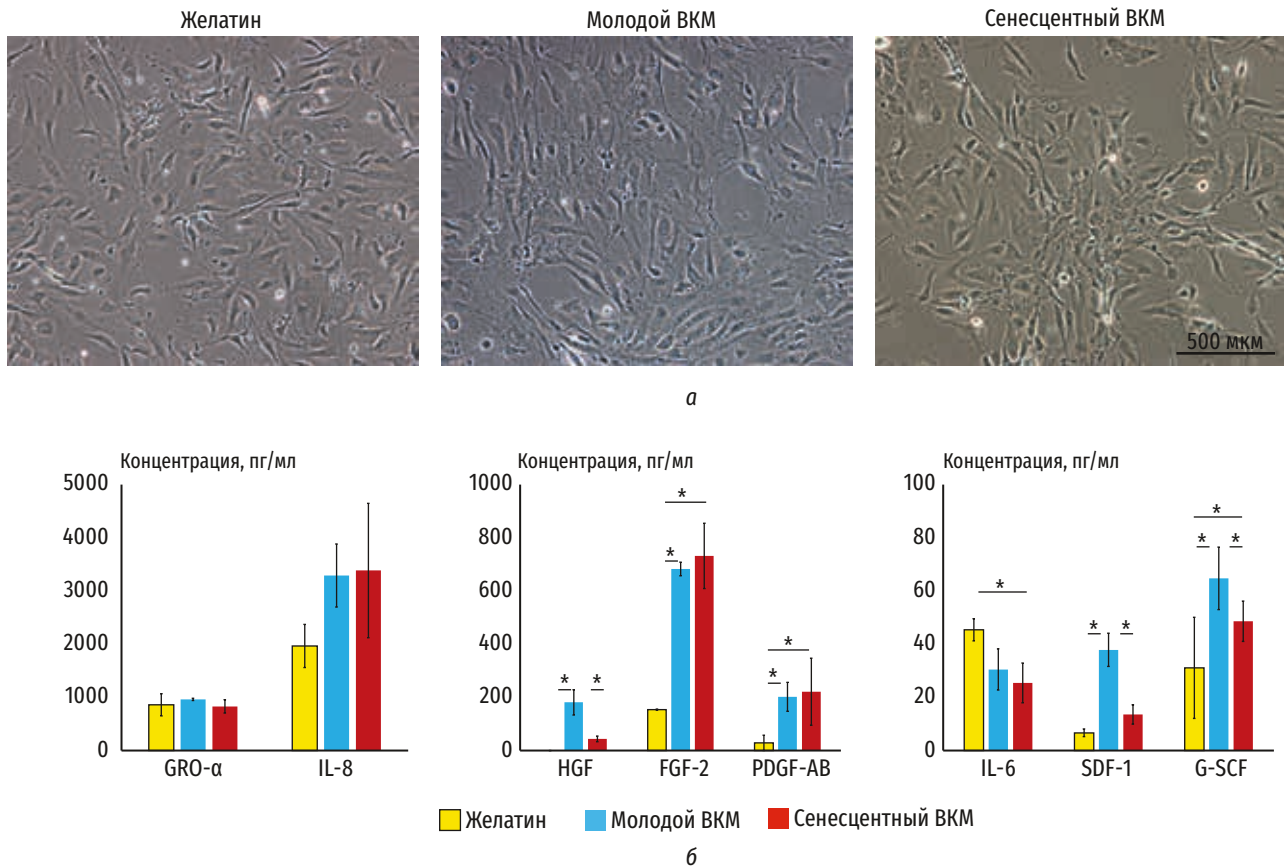 Желатин
Молодой ВКМ
Сенесцентный ВКМ
500 мкм
а
Концентрация, пг/мл
5000
4000
3000
2000
1000
0
GRO-α
IL-8
*
*
*
*
*
*
Концентрация, пг/мл
1000
800
600
400
200
0
HGF
FGF-2
PDGF-AB
*
*
*
*
*
*
Концентрация, пг/мл
100
80
60
40
20
0
IL-6
SDF-1
G-SCF
Желатин
Молодой ВКМ
Сенесцентный ВКМ
б